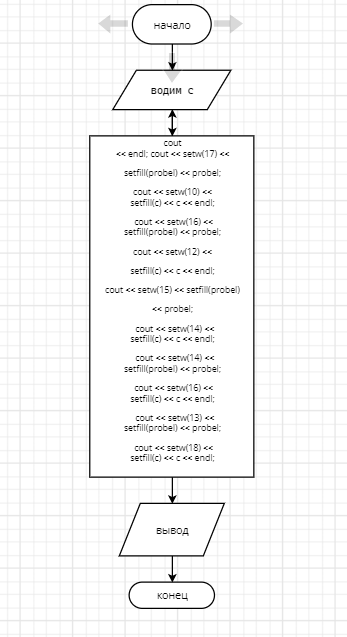 начало
водим с
cout
<< endl; cout << setw(17) <<
setfill(probel) << probel;
cout << setw(10) <<
setfill(c) << c << endl;
cout << setw(16) <<
setfill(probel) << probel;
cout << setw(12) <<
setfill(c) << c << endl;
cout << setw(15) << setfill(probel)
<< probel;
cout << setw(14) <<
setfill(c) << c << endl;
cout << setw(14) <<
setfill(probel) << probel;
cout << setw(16) <<
setfill(c) << c << endl;
cout << setw(13) <<
setfill(probel) << probel;
cout << setw(18) <<
setfill(c) << c << endl;
вывод
конец